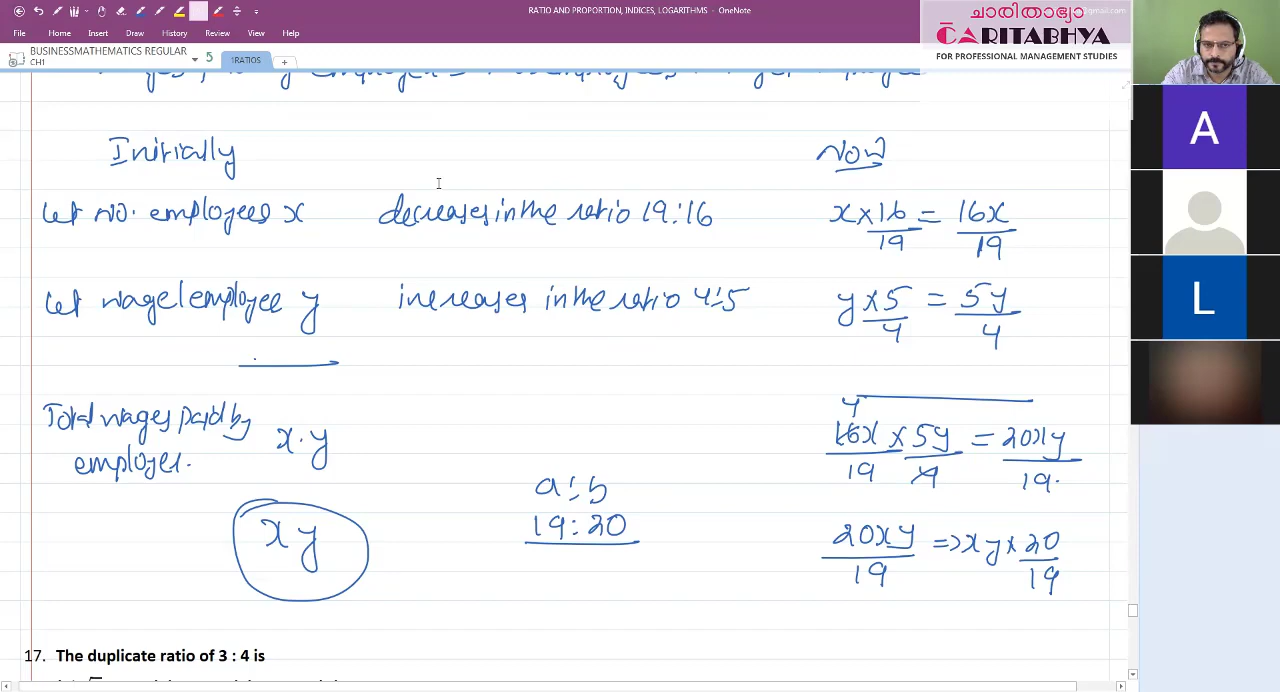 RATIO AND PROPORTION, INDICES, LOGARITHMS - OneNote
File Home Insert Draw History Review View Help
ചാരിതാഭ്യാ
CARITABHYA
FOR PROFESSIONAL MANAGEMENT STUDIES
BUSINESSMATHEMATICS REGULAR
CH1
5
1RATIOS
Initially Now
Let no. employees x decreases in the ratio 19:16 x × 16/19 = 16x/19
Let wage/employee y increases in the ratio 4:5 y × 5/4 = 5y/4
Total wages paid by
employer. x.y 4 16x/19 × 5y/4 = 20xy/19.
a:b
19:20
xy 20xy/19 => xy × 20/19
17. The duplicate ratio of 3 : 4 is
A
L